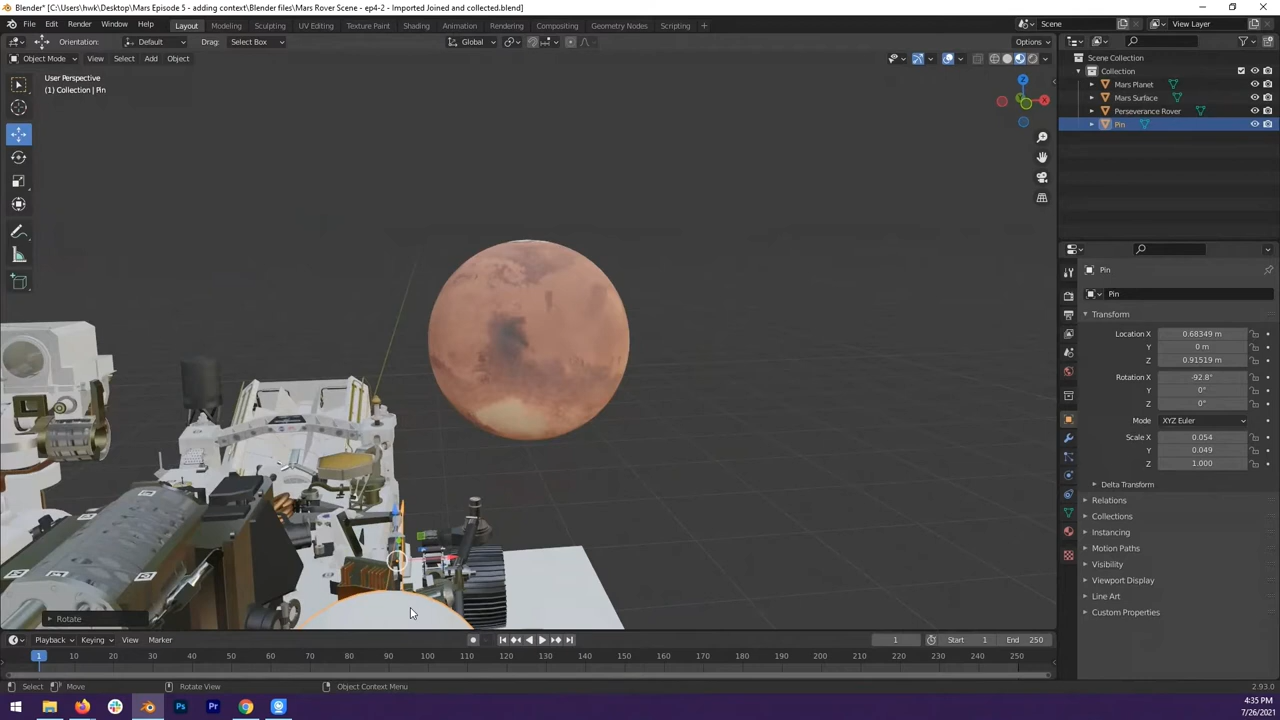 Blender* [C:\Users\hwk\Desktop\Mars Episode 5 - adding context\Blender files\Mars Rover Scene - ep4-2 - Imported Joined and collected.blend]
File Edit Render Window Help Layout Modeling Sculpting UV Editing Texture Paint Shading Animation Rendering Compositing Geometry Nodes Scripting Scene View Layer
Orientation: Default Drag: Select Box Global Options
Object Mode View Select Add Object
User Perspective
(1) Collection | Pin
Z
X
Y
Rotate
Scene Collection
Collection
Mars Planet
Mars Surface
Perseverance Rover
Pin
Pin
Pin
Transform
Location X 0.68349 m
Y 0 m
Z 0.91519 m
Rotation X -92.8°
Y 0°
Z 0°
Mode XYZ Euler
Scale X 0.054
Y 0.049
Z 1.000
Delta Transform
Relations
Collections
Instancing
Motion Paths
Visibility
Viewport Display
Line Art
Custom Properties
Playback Keying View Marker 1 Start 1 End 250
1 10 20 30 40 50 60 70 80 90 100 110 120 130 140 150 160 170 180 190 200 210 220 230 240 250
Select Move Rotate View Object Context Menu 2.93.0
Ps Pr
4:35 PM
7/26/2021